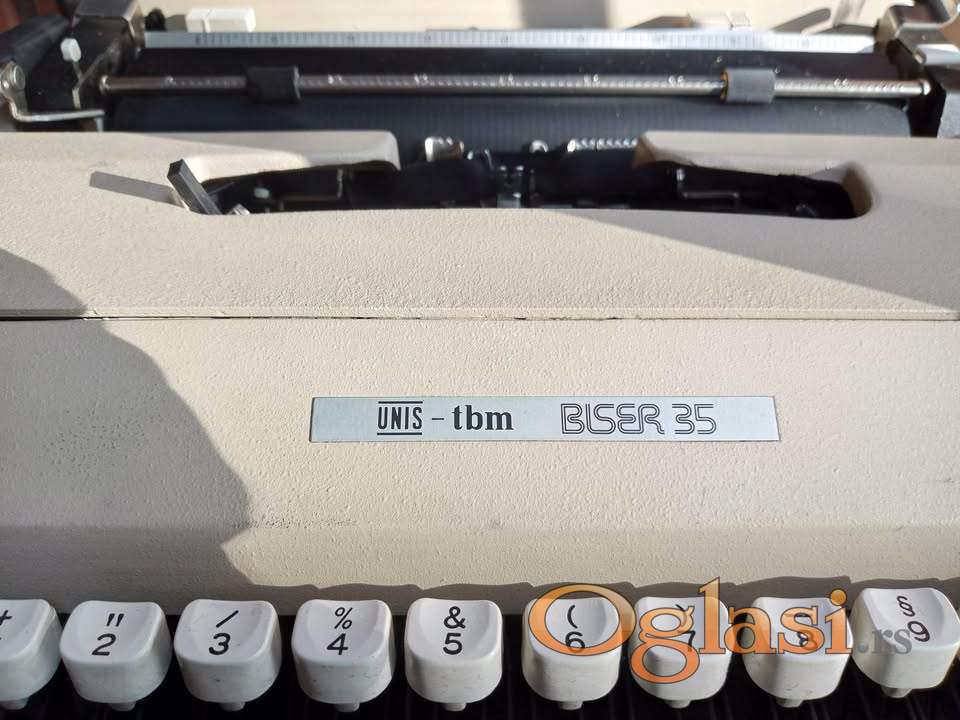 UNIS – tbm BISER 35
+ " / % & ( ) §
2 3 4 5 6 7 8 9
Oglasi.rs